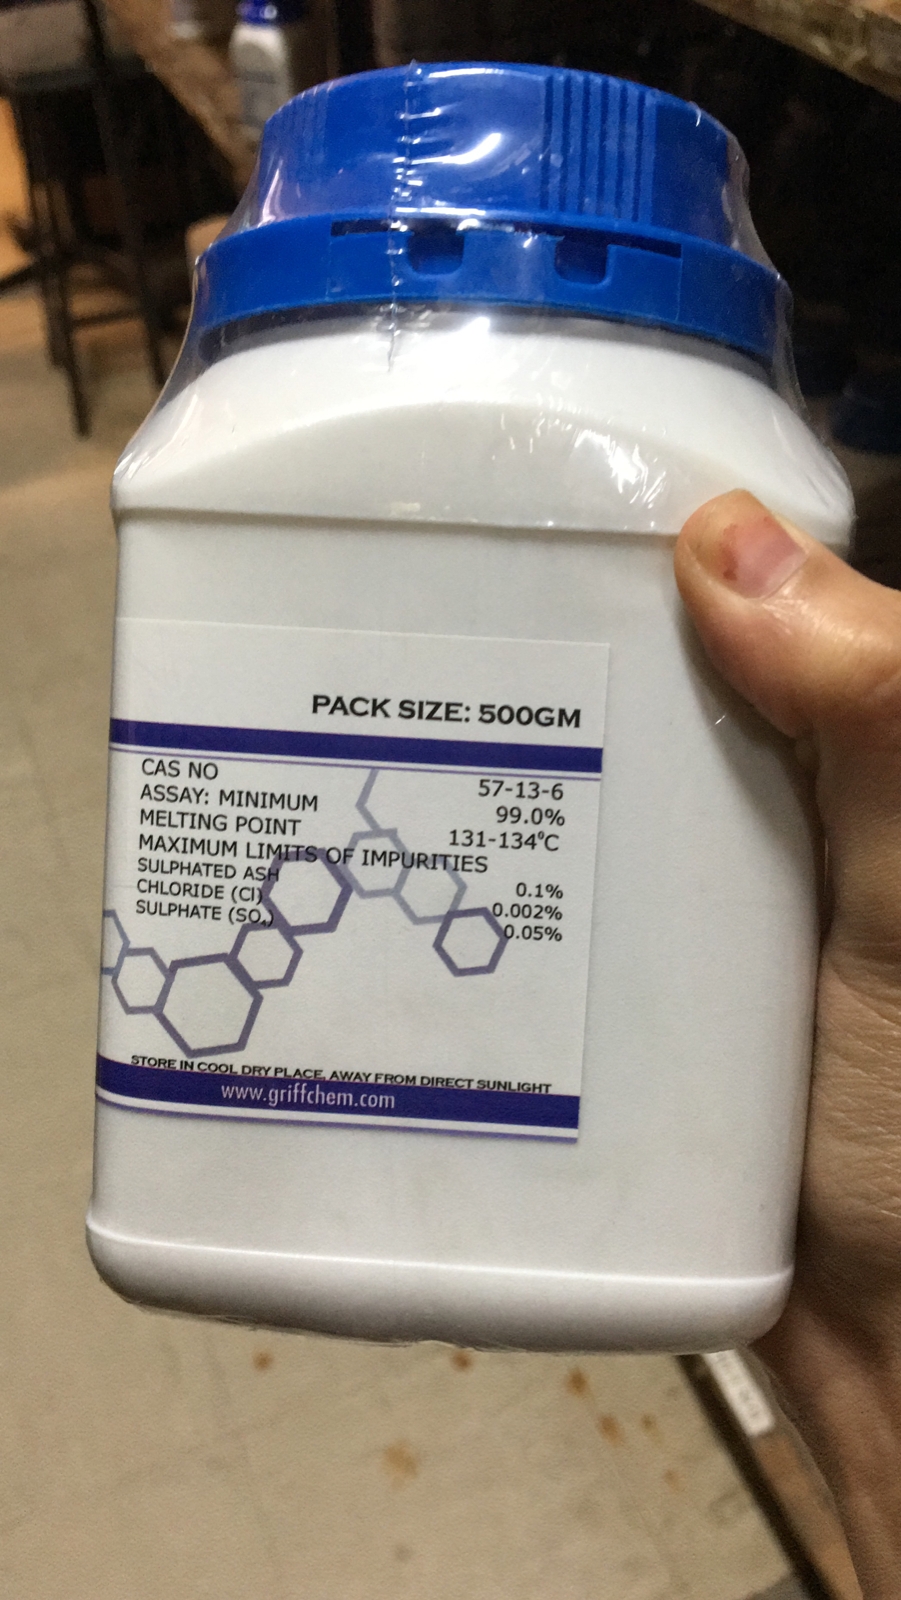 PACK SIZE: 500GM
CAS NO 57-13-6
ASSAY: MINIMUM 99.0%
MELTING POINT 131-134°C
MAXIMUM LIMITS OF IMPURITIES
SULPHATED ASH 0.1%
CHLORIDE (Cl) 0.002%
SULPHATE (SO₄) 0.05%
STORE IN COOL DRY PLACE, AWAY FROM DIRECT SUNLIGHT
www.griffchem.com